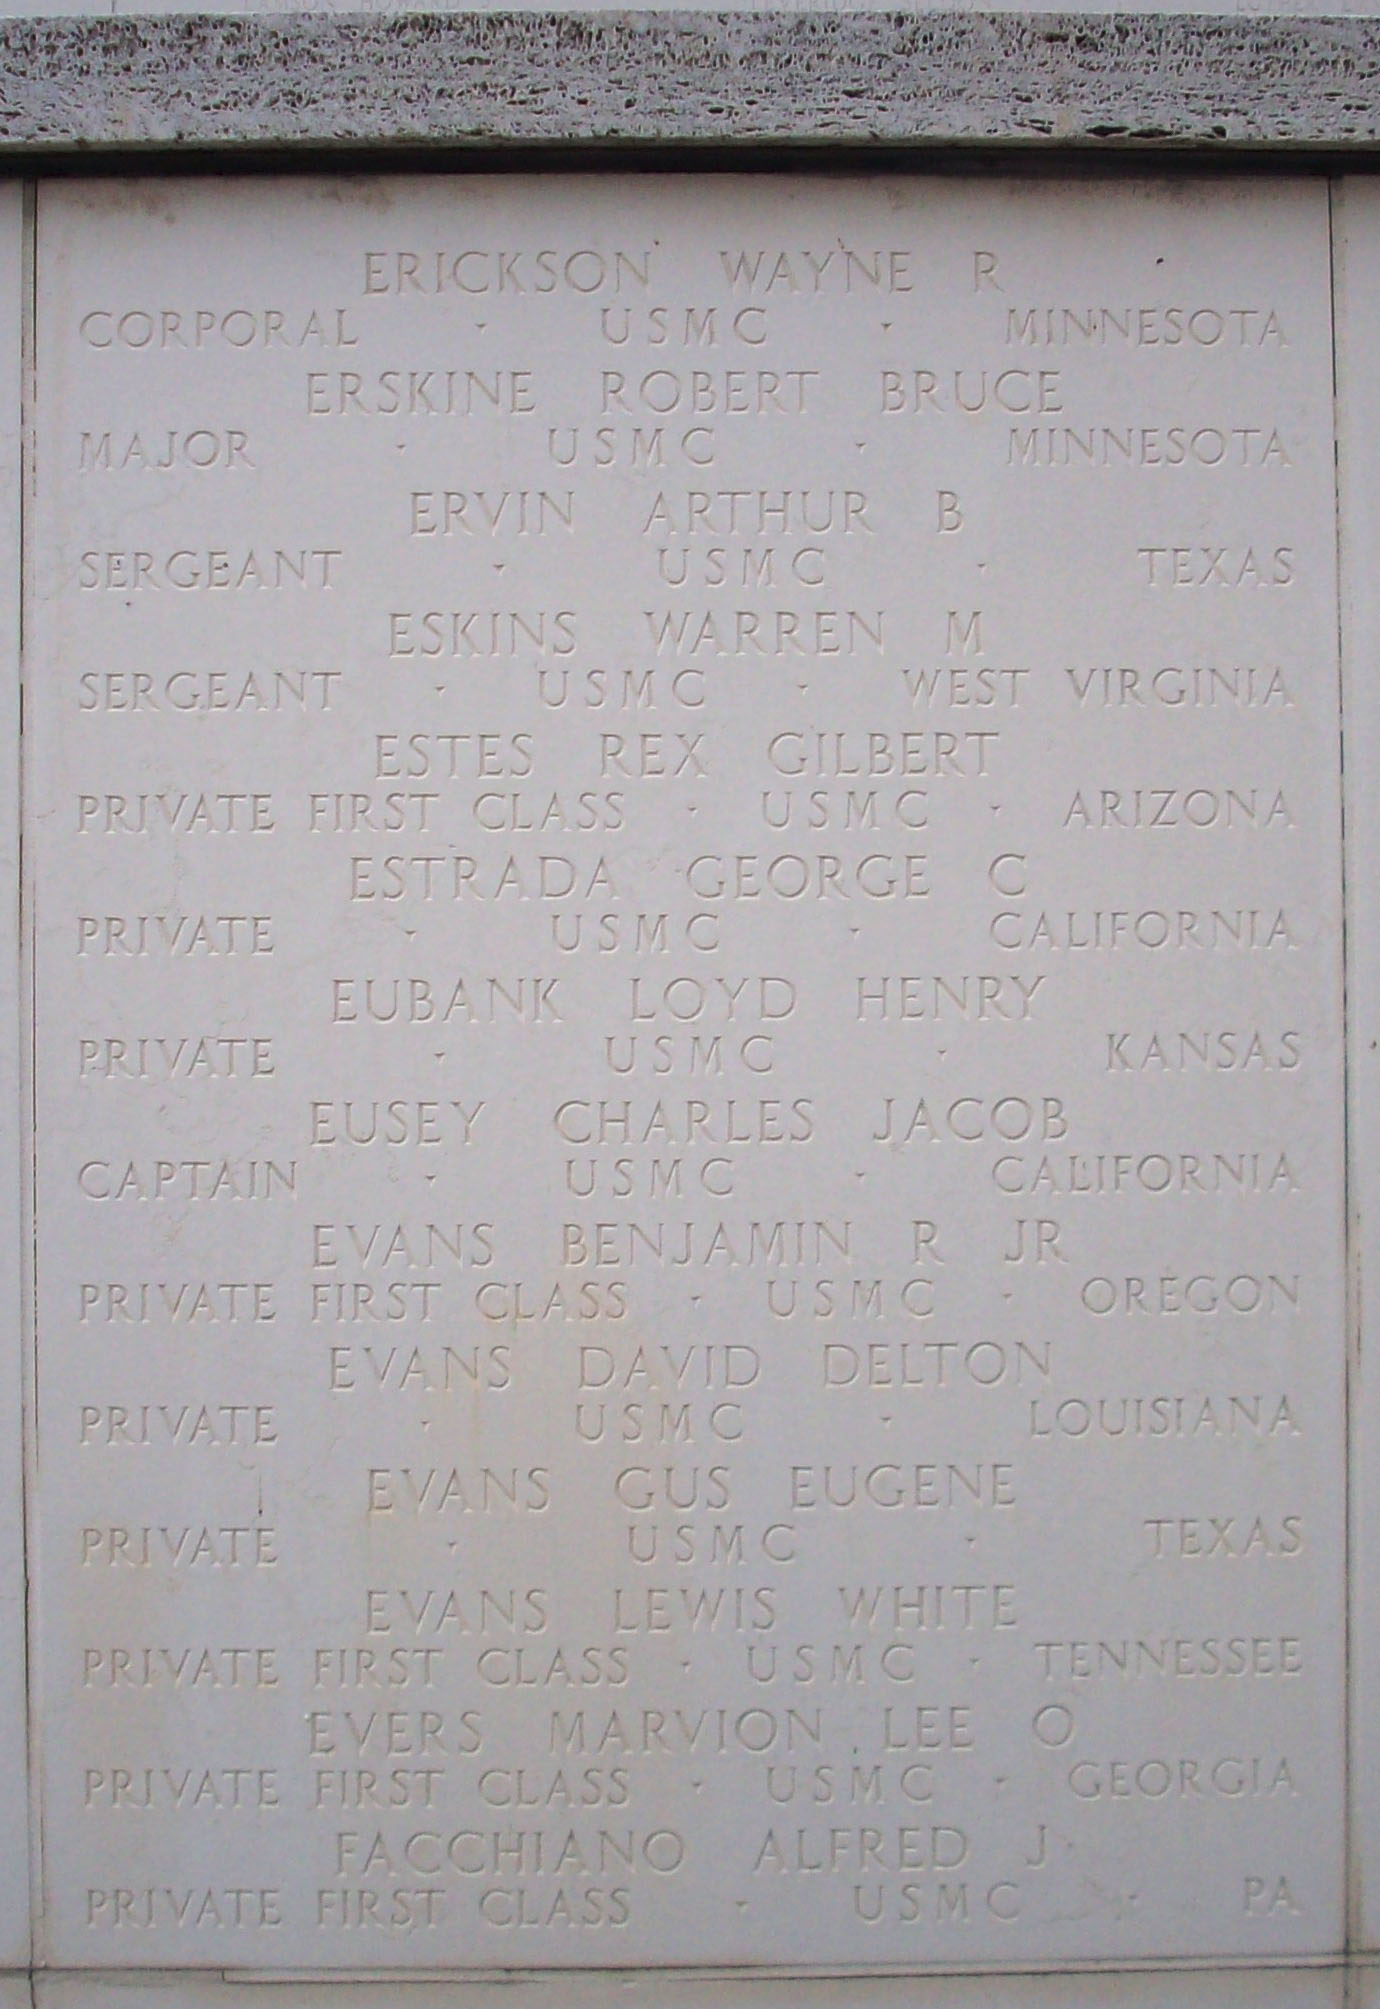 ERICKSON WAYNE R
CORPORAL · USMC · MINNESOTA
ERSKINE ROBERT BRUCE
MAJOR · USMC · MINNESOTA
ERVIN ARTHUR B
SERGEANT · USMC · TEXAS
ESKINS WARREN M
SERGEANT · USMC · WEST VIRGINIA
ESTES REX GILBERT
PRIVATE FIRST CLASS · USMC · ARIZONA
ESTRADA GEORGE C
PRIVATE · USMC · CALIFORNIA
EUBANK LOYD HENRY
PRIVATE · USMC · KANSAS
EUSEY CHARLES JACOB
CAPTAIN · USMC · CALIFORNIA
EVANS BENJAMIN R JR
PRIVATE FIRST CLASS · USMC · OREGON
EVANS DAVID DELTON
PRIVATE · USMC · LOUISIANA
EVANS GUS EUGENE
PRIVATE · USMC · TEXAS
EVANS LEWIS WHITE
PRIVATE FIRST CLASS · USMC · TENNESSEE
EVERS MARVION LEE O
PRIVATE FIRST CLASS · USMC · GEORGIA
FACCHIANO ALFRED J
PRIVATE FIRST CLASS · USMC · PA